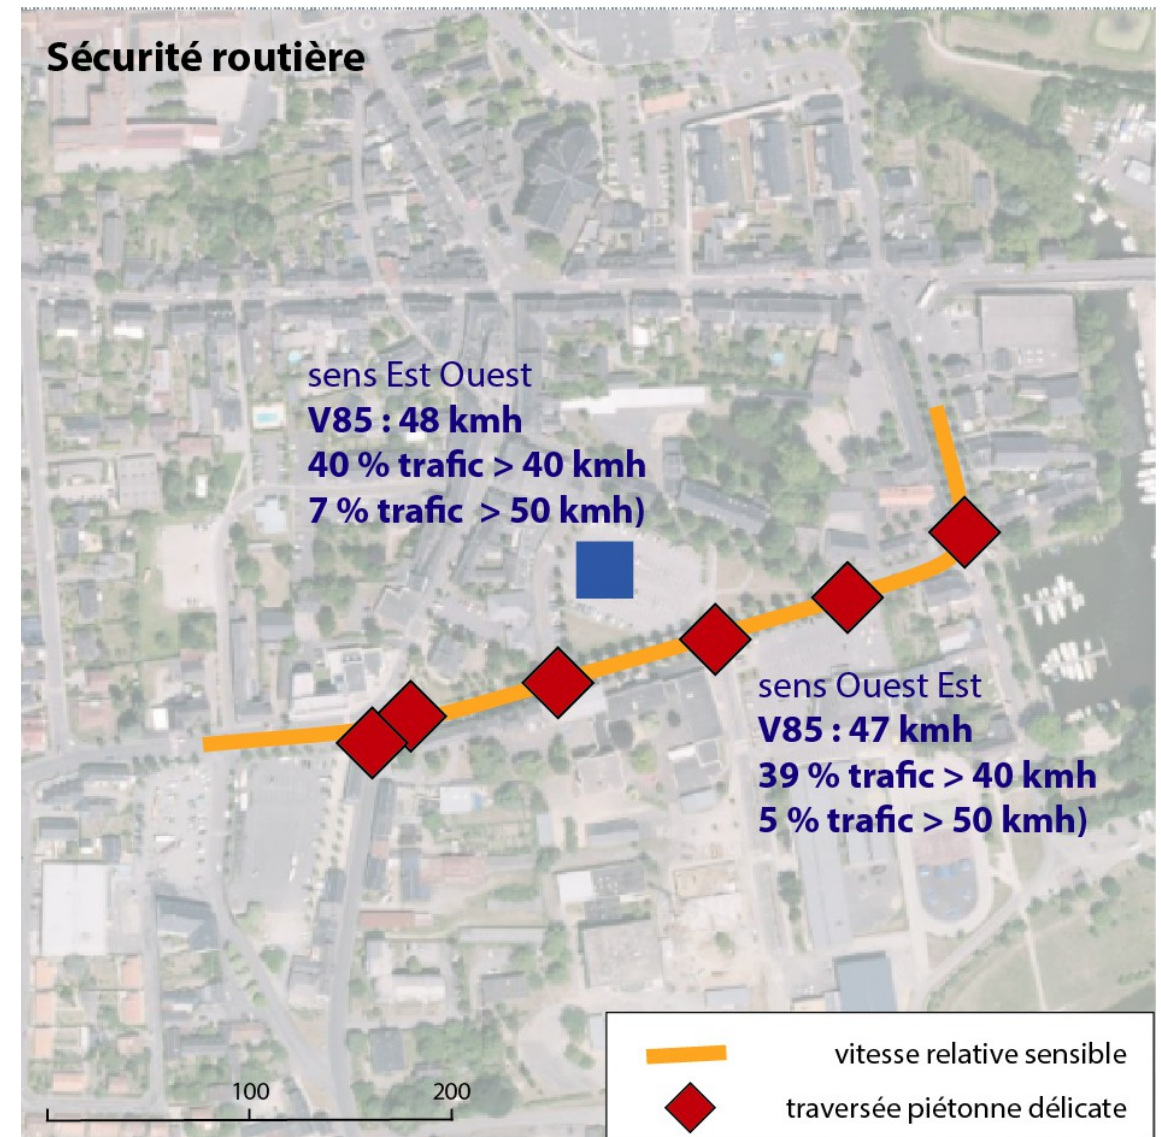 Sécurité routière
sens Est Ouest
V85 : 48 kmh
40 % trafic > 40 kmh
7 % trafic > 50 kmh)
sens Ouest Est
V85 : 47 kmh
39 % trafic > 40 kmh
5 % trafic > 50 kmh)
100 200
vitesse relative sensible
traversée piétonne délicate